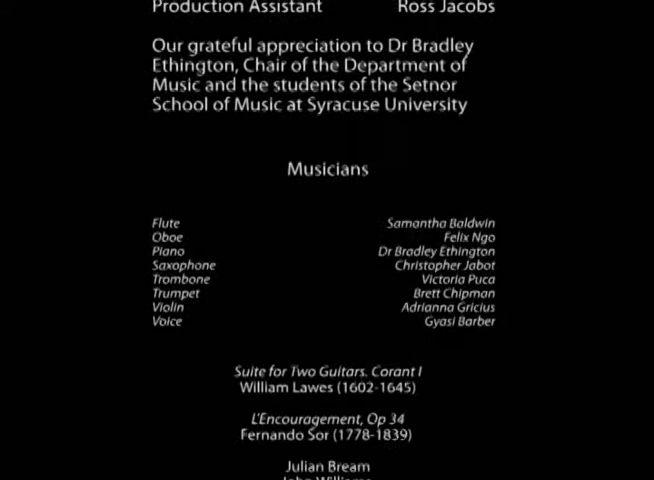 Production Assistant Ross Jacobs
Our grateful appreciation to Dr Bradley
Ethington, Chair of the Department of
Music and the students of the Setnor
School of Music at Syracuse University
Musicians
Flute Samantha Baldwin
Oboe Felix Ngo
Piano Dr Bradley Ethington
Saxophone Christopher Jabot
Trombone Victoria Puca
Trumpet Brett Chipman
Violin Adrianna Gricius
Voice Gyasi Barber
Suite for Two Guitars. Corant I
William Lawes (1602-1645)
L'Encouragement, Op 34
Fernando Sor (1778-1839)
Julian Bream
John Williams